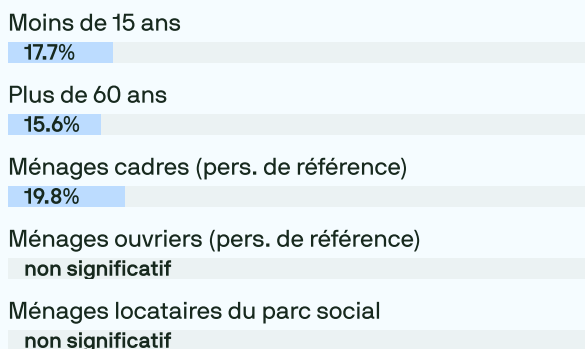 Moins de 15 ans
17.7%
Plus de 60 ans
15.6%
Ménages cadres (pers. de référence)
19.8%
Ménages ouvriers (pers. de référence)
non significatif
Ménages locataires du parc social
non significatif